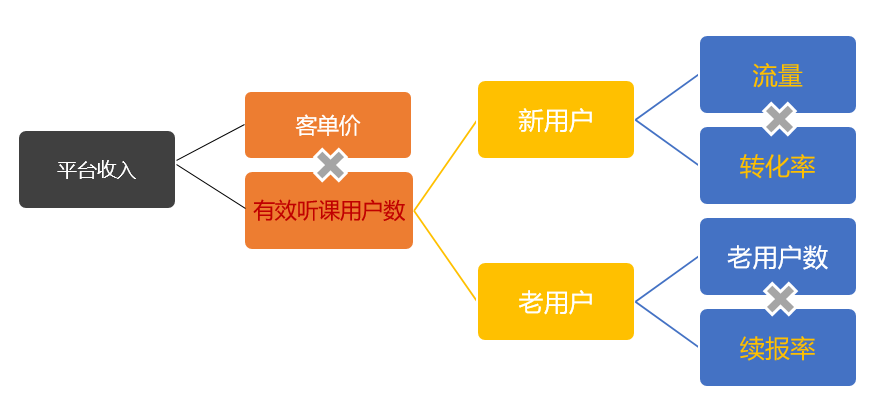 平台收入
客单价
有效听课用户数
新用户
老用户
流量
转化率
老用户数
续报率